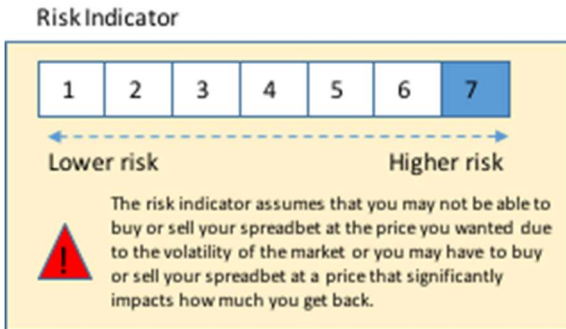 Risk Indicator
1 2 3 4 5 6 7
Lower risk Higher risk
The risk indicator assumes that you may not be able to
buy or sell your spreadbet at the price you wanted due
to the volatility of the market or you may have to buy
or sell your spreadbet at a price that significantly
impacts how much you get back.
!